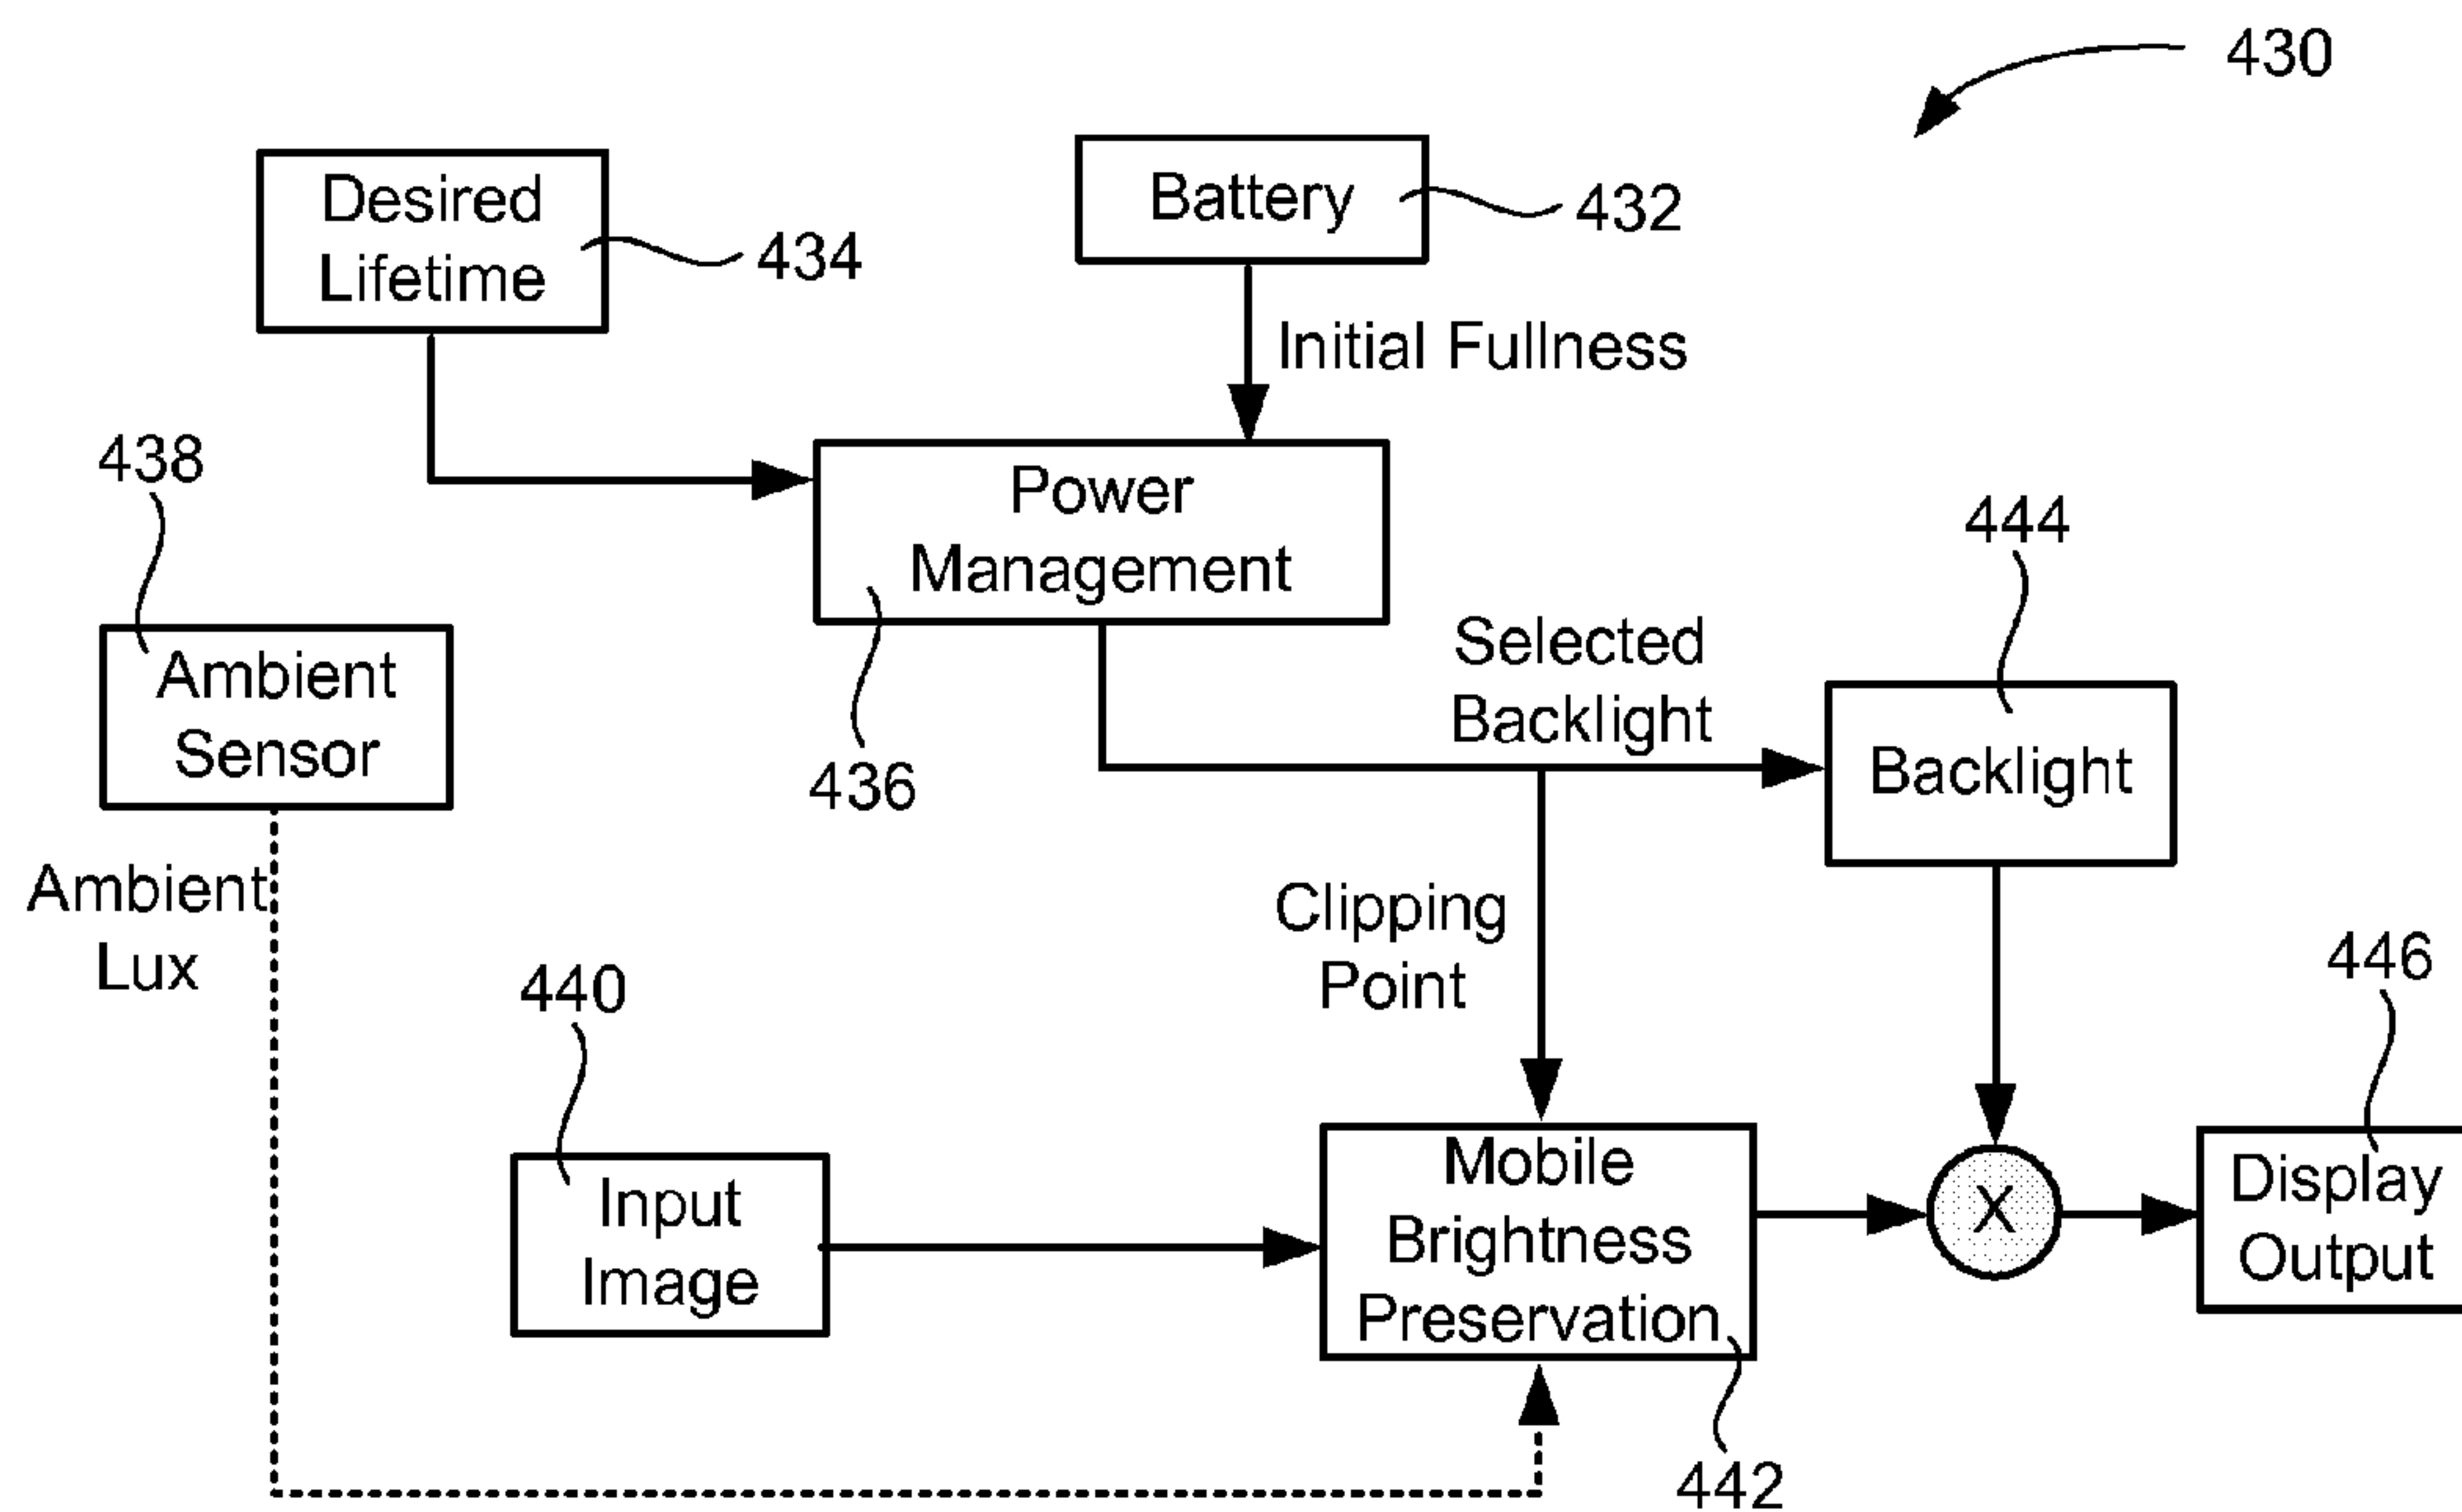 430
Desired
Lifetime
434
Battery
432
Initial Fullness
438
Power
Management
436
444
Ambient
Sensor
Selected
Backlight
Backlight
Ambient
Lux
Clipping
Point
440
446
Input
Image
Mobile
Brightness
Preservation
442
X
Display
Output